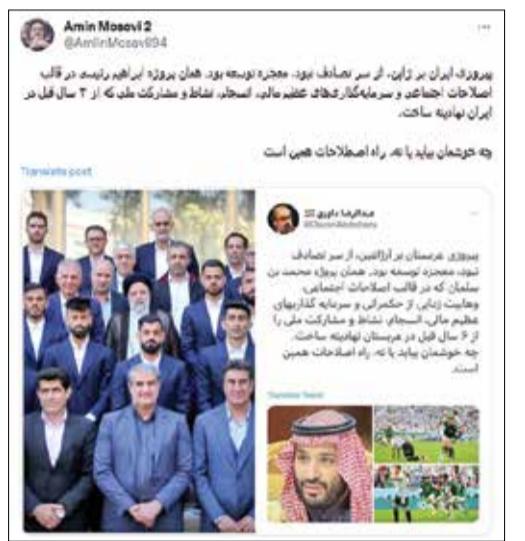 Amin Mosavi 2
@AmiinMosavi94
پیروزی ایران بر ژاپن، از سر تصادف نبود. معجزه توسعه بود. همان پروژه ابراهیم رئیسی در قالب
اصلاحات اجتماعی و سرمایه‌گذاری‌های عظیم مالی، انسجام، نشاط و مشارکت ملی که از ۳ سال قبل در
ایران نهادینه ساخت.
چه خوشمان بیاید یا نه، راه اصطلاحات همین است
Translate post
عبدالرضا داوری
پیروزی عربستان بر آرژانتین، از سر تصادف
نبود، معجزه توسعه بود. همان پروژه محمد بن
سلمان که در قالب اصلاحات اجتماعی،
وهابیت زدایی از حکمرانی و سرمایه گذاریهای
عظیم مالی، انسجام، نشاط و مشارکت ملی را
از ۶ سال قبل در عربستان نهادینه ساخت.
چه خوشمان بیاید یا نه، راه اصلاحات همین
است.
Translate Tweet